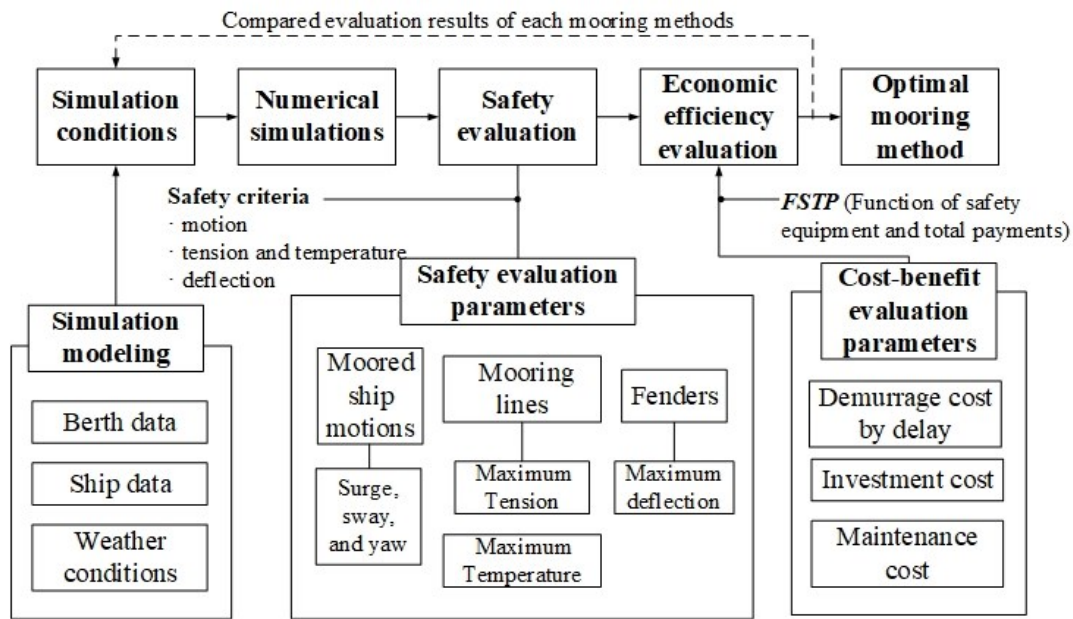 Compared evaluation results of each mooring methods
Simulation
conditions
Numerical
simulations
Safety
evaluation
Economic
efficiency
evaluation
Optimal
mooring
method
Safety criteria
· motion
· tension and temperature
· deflection
FSTP (Function of safety
equipment and total payments)
Simulation
modeling
Berth data
Ship data
Weather
conditions
Safety evaluation
parameters
Moored
ship
motions
Surge,
sway,
and yaw
Mooring
lines
Maximum
Tension
Maximum
Temperature
Fenders
Maximum
deflection
Cost-benefit
evaluation
parameters
Demurrage cost
by delay
Investment cost
Maintenance
cost